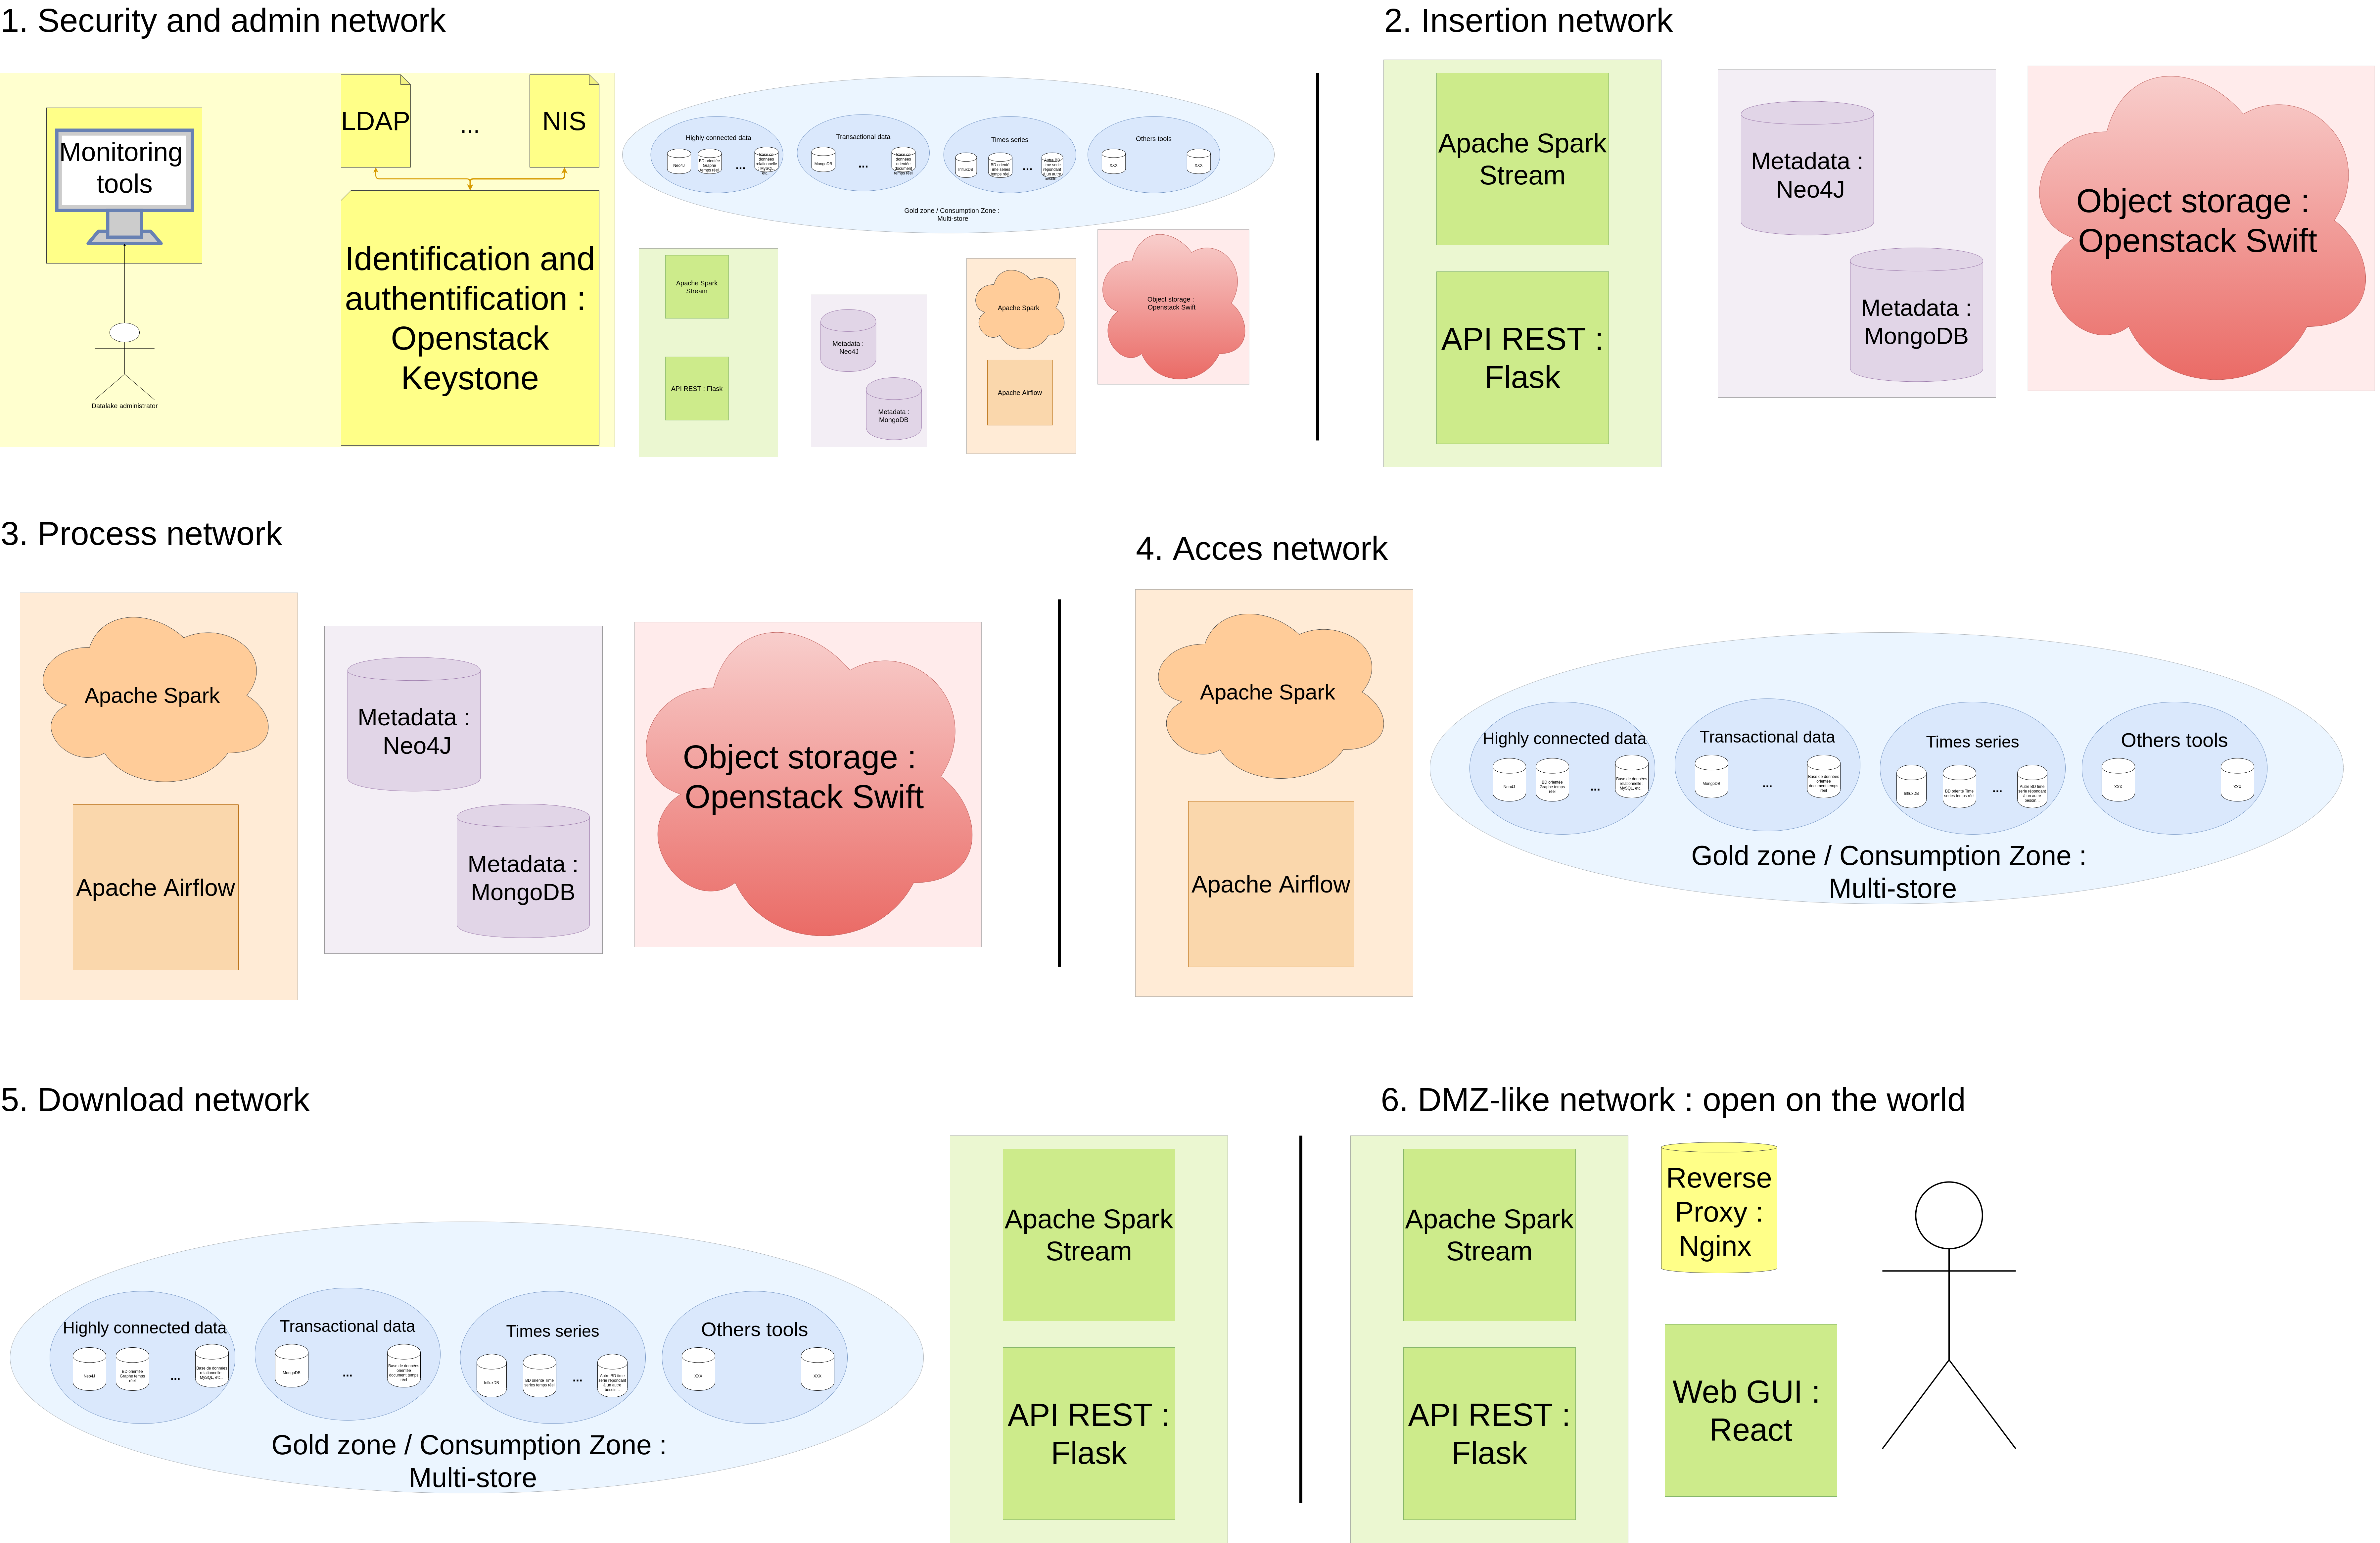 1. Security and admin network
Monitoring
tools
Datalake administrator
LDAP
...
NIS
Identification and
authentification :
Openstack
Keystone
Highly connected data
Neo4J
BD orientée
Graphe
temps réel
...
Base de
données
relationnelle :
MySQL,
etc..
Transactional data
MongoDB
...
Base de
données
orientée
document
temps réel
Times series
InfluxDB
BD orienté
Time series
temps réel
...
Autre BD
time serie
répondant
à un autre
besoin...
Others tools
XXX
XXX
Gold zone / Consumption Zone :
Multi-store
Apache Spark
Stream
API REST : Flask
Metadata :
Neo4J
Metadata :
MongoDB
Apache Spark
Apache Airflow
Object storage :
Openstack Swift
2. Insertion network
Apache Spark
Stream
API REST :
Flask
Metadata :
Neo4J
Metadata :
MongoDB
Object storage :
Openstack Swift
3. Process network
Apache Spark
Apache Airflow
Metadata :
Neo4J
Metadata :
MongoDB
Object storage :
Openstack Swift
4. Acces network
Apache Spark
Apache Airflow
Highly connected data
Neo4J
BD orientée
Graphe temps
réel
...
Base de données
relationnelle :
MySQL, etc..
Transactional data
MongoDB
...
Base de données
orientée
document temps
réel
Times series
InfluxDB
BD orienté Time
series temps réel
...
Autre BD time
serie répondant
à un autre
besoin...
Others tools
XXX
XXX
Gold zone / Consumption Zone :
Multi-store
5. Download network
Highly connected data
Neo4J
BD orientée
Graphe temps
réel
...
Base de données
relationnelle :
MySQL, etc..
Transactional data
MongoDB
...
Base de données
orientée
document temps
réel
Times series
InfluxDB
BD orienté Time
series temps réel
...
Autre BD time
serie répondant
à un autre
besoin...
Others tools
XXX
XXX
Gold zone / Consumption Zone :
Multi-store
Apache Spark
Stream
API REST :
Flask
6. DMZ-like network : open on the world
Apache Spark
Stream
API REST :
Flask
Reverse
Proxy :
Nginx
Web GUI :
React